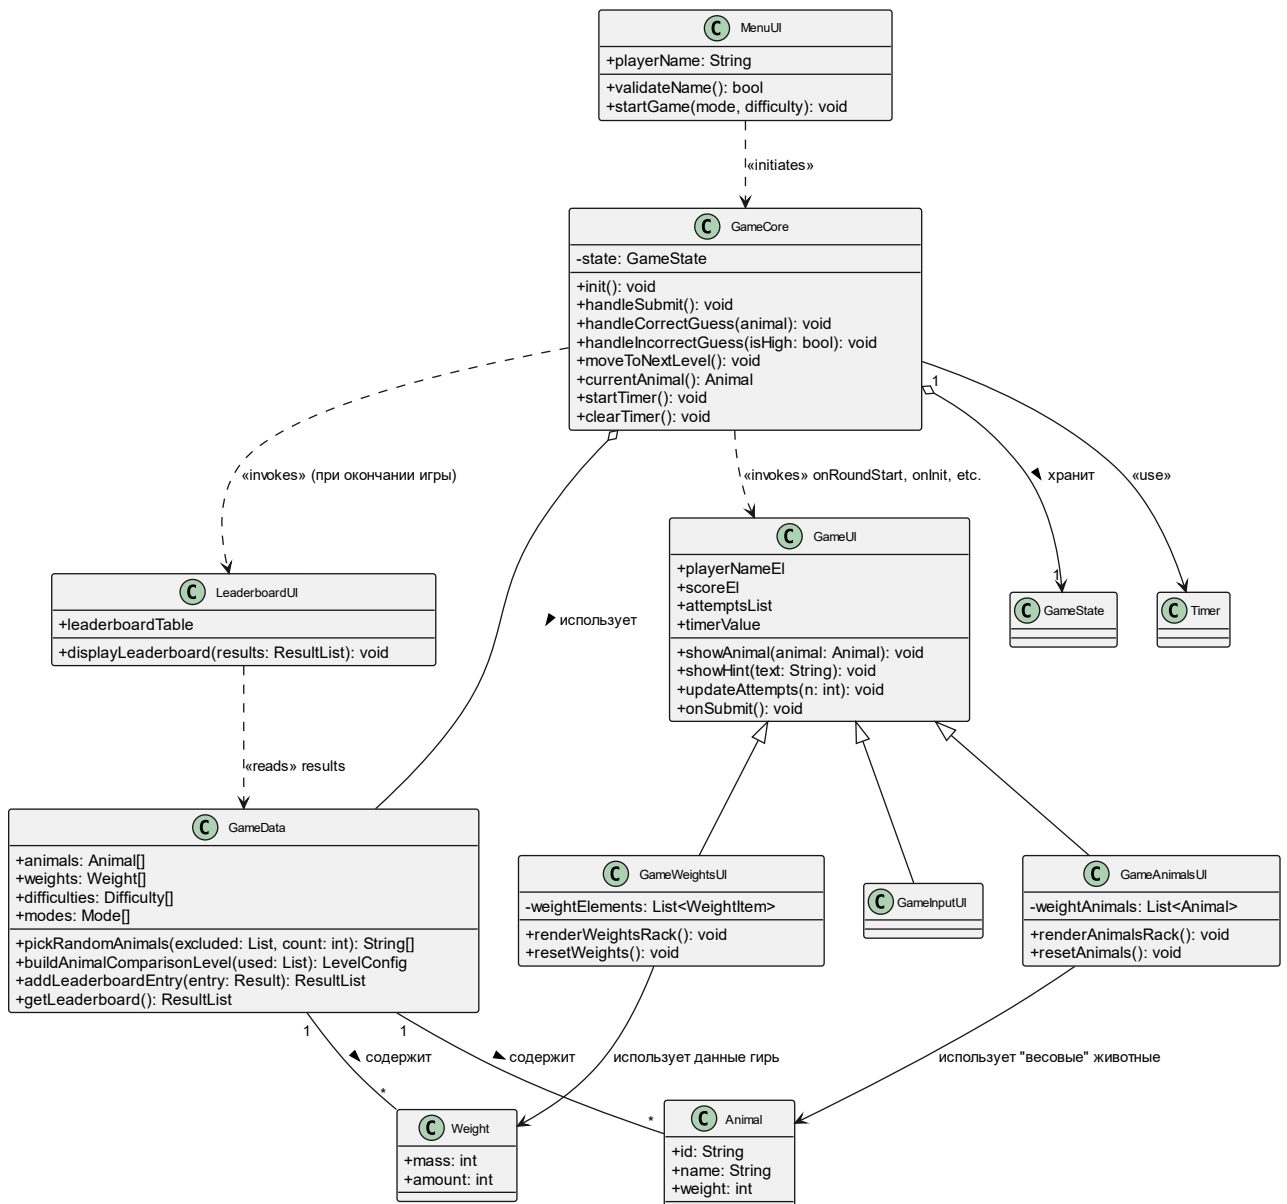 C MenuUI
+playerName: String
+validateName(): bool
+startGame(mode, difficulty): void
«initiates»
C GameCore
-state: GameState
+init(): void
+handleSubmit(): void
+handleCorrectGuess(animal): void
+handleIncorrectGuess(isHigh: bool): void
+moveToNextLevel(): void
+currentAnimal(): Animal
+startTimer(): void
+clearTimer(): void
1
«invokes» (при окончании игры)
«invokes» onRoundStart, onInit, etc.
хранит
«use»
1
C GameUI
+playerNameEl
+scoreEl
+attemptsList
+timerValue
+showAnimal(animal: Animal): void
+showHint(text: String): void
+updateAttempts(n: int): void
+onSubmit(): void
C LeaderboardUI
+leaderboardTable
+displayLeaderboard(results: ResultList): void
использует
C GameState
C Timer
«reads» results
C GameData
+animals: Animal[]
+weights: Weight[]
+difficulties: Difficulty[]
+modes: Mode[]
+pickRandomAnimals(excluded: List, count: int): String[]
+buildAnimalComparisonLevel(used: List): LevelConfig
+addLeaderboardEntry(entry: Result): ResultList
+getLeaderboard(): ResultList
C GameWeightsUI
-weightElements: List<WeightItem>
+renderWeightsRack(): void
+resetWeights(): void
C GameInputUI
C GameAnimalsUI
-weightAnimals: List<Animal>
+renderAnimalsRack(): void
+resetAnimals(): void
1
1
содержит
содержит
использует данные гирь
использует "весовые" животные
*
*
C Weight
+mass: int
+amount: int
C Animal
+id: String
+name: String
+weight: int